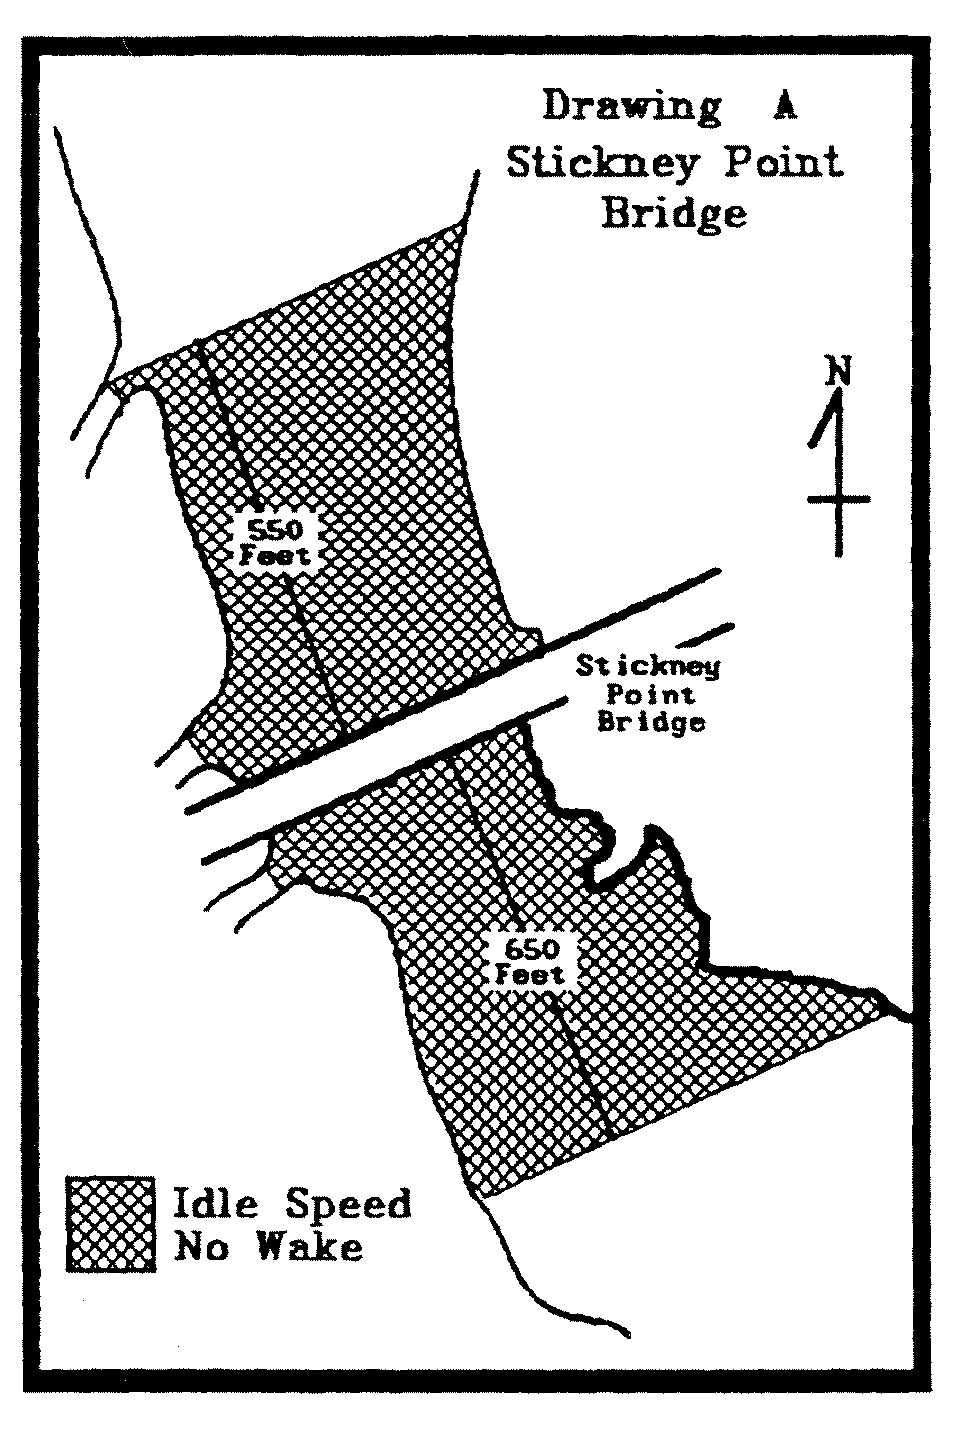 Drawing A
Stickney Point
Bridge
N
550
Feet
Stickney
Point
Bridge
650
Feet
Idle Speed
No Wake